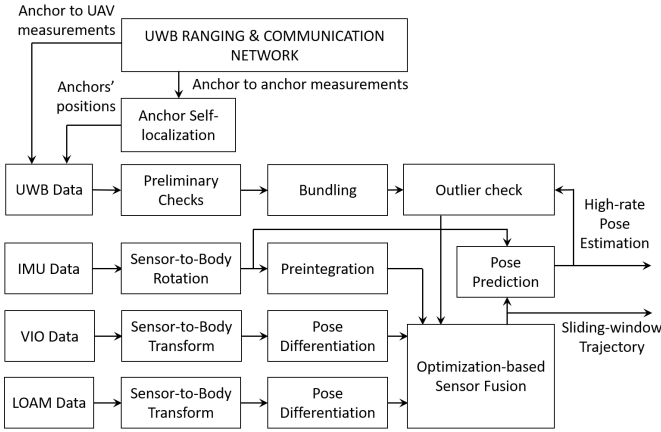 Anchor to UAV
measurements
UWB RANGING & COMMUNICATION
NETWORK
Anchors'
positions
Anchor to anchor measurements
Anchor Self-
localization
UWB Data
Preliminary
Checks
Bundling
Outlier check
High-rate
Pose
Estimation
IMU Data
Sensor-to-Body
Rotation
Preintegration
Pose
Prediction
VIO Data
Sensor-to-Body
Transform
Pose
Differentiation
Optimization-based
Sensor Fusion
Sliding-window
Trajectory
LOAM Data
Sensor-to-Body
Transform
Pose
Differentiation